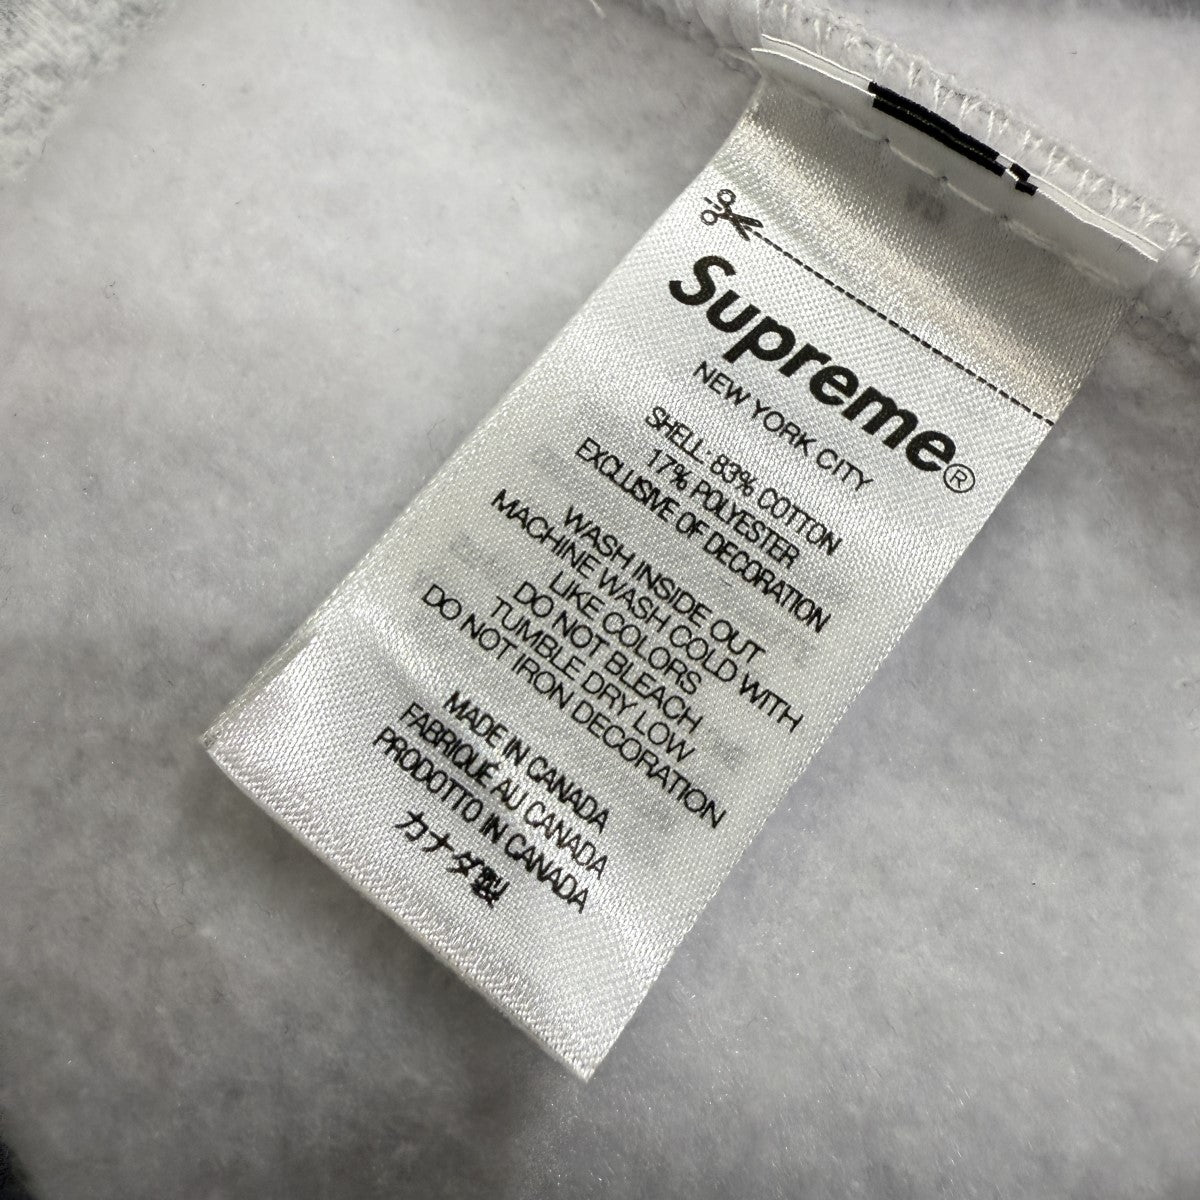 Supreme®
NEW YORK CITY
SHELL: 83% COTTON
17% POLYESTER
EXCLUSIVE OF DECORATION
WASH INSIDE OUT
MACHINE WASH COLD WITH
LIKE COLORS
DO NOT BLEACH
TUMBLE DRY LOW
DO NOT IRON DECORATION
MADE IN CANADA
FABRIQUÉ AU CANADA
PRODOTTO IN CANADA
カナダ製